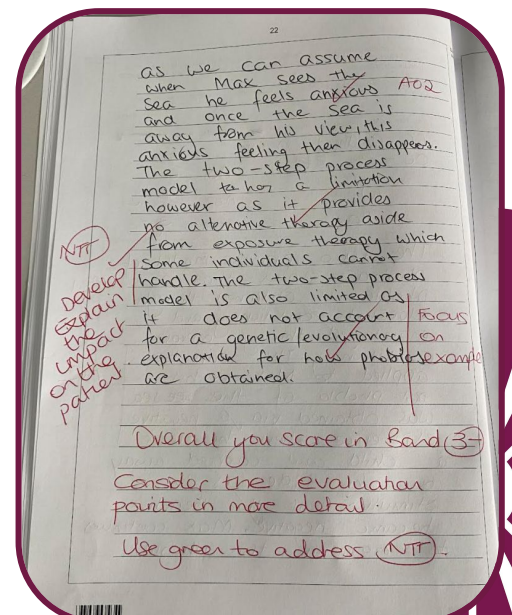 22
as we can assume
when Max sees the
sea he feels anxious AO2
and once the sea is
away from his view, this
anxious feeling then disappears.
The two-step process
model has a limitation
however as it provides
no altenative therapy aside
from exposure therapy which
some individuals cannot
handle. The two-step process
model is also limited as
it does not account
for a genetic/evolutionary
explanation for how phobias
are obtained.
NTT
Develop
Explain
the
impact
on the
patient
Focus
on
example
Overall you score in Band 3-
Consider the evaluation
points in more detail.
Use green to address NTT.